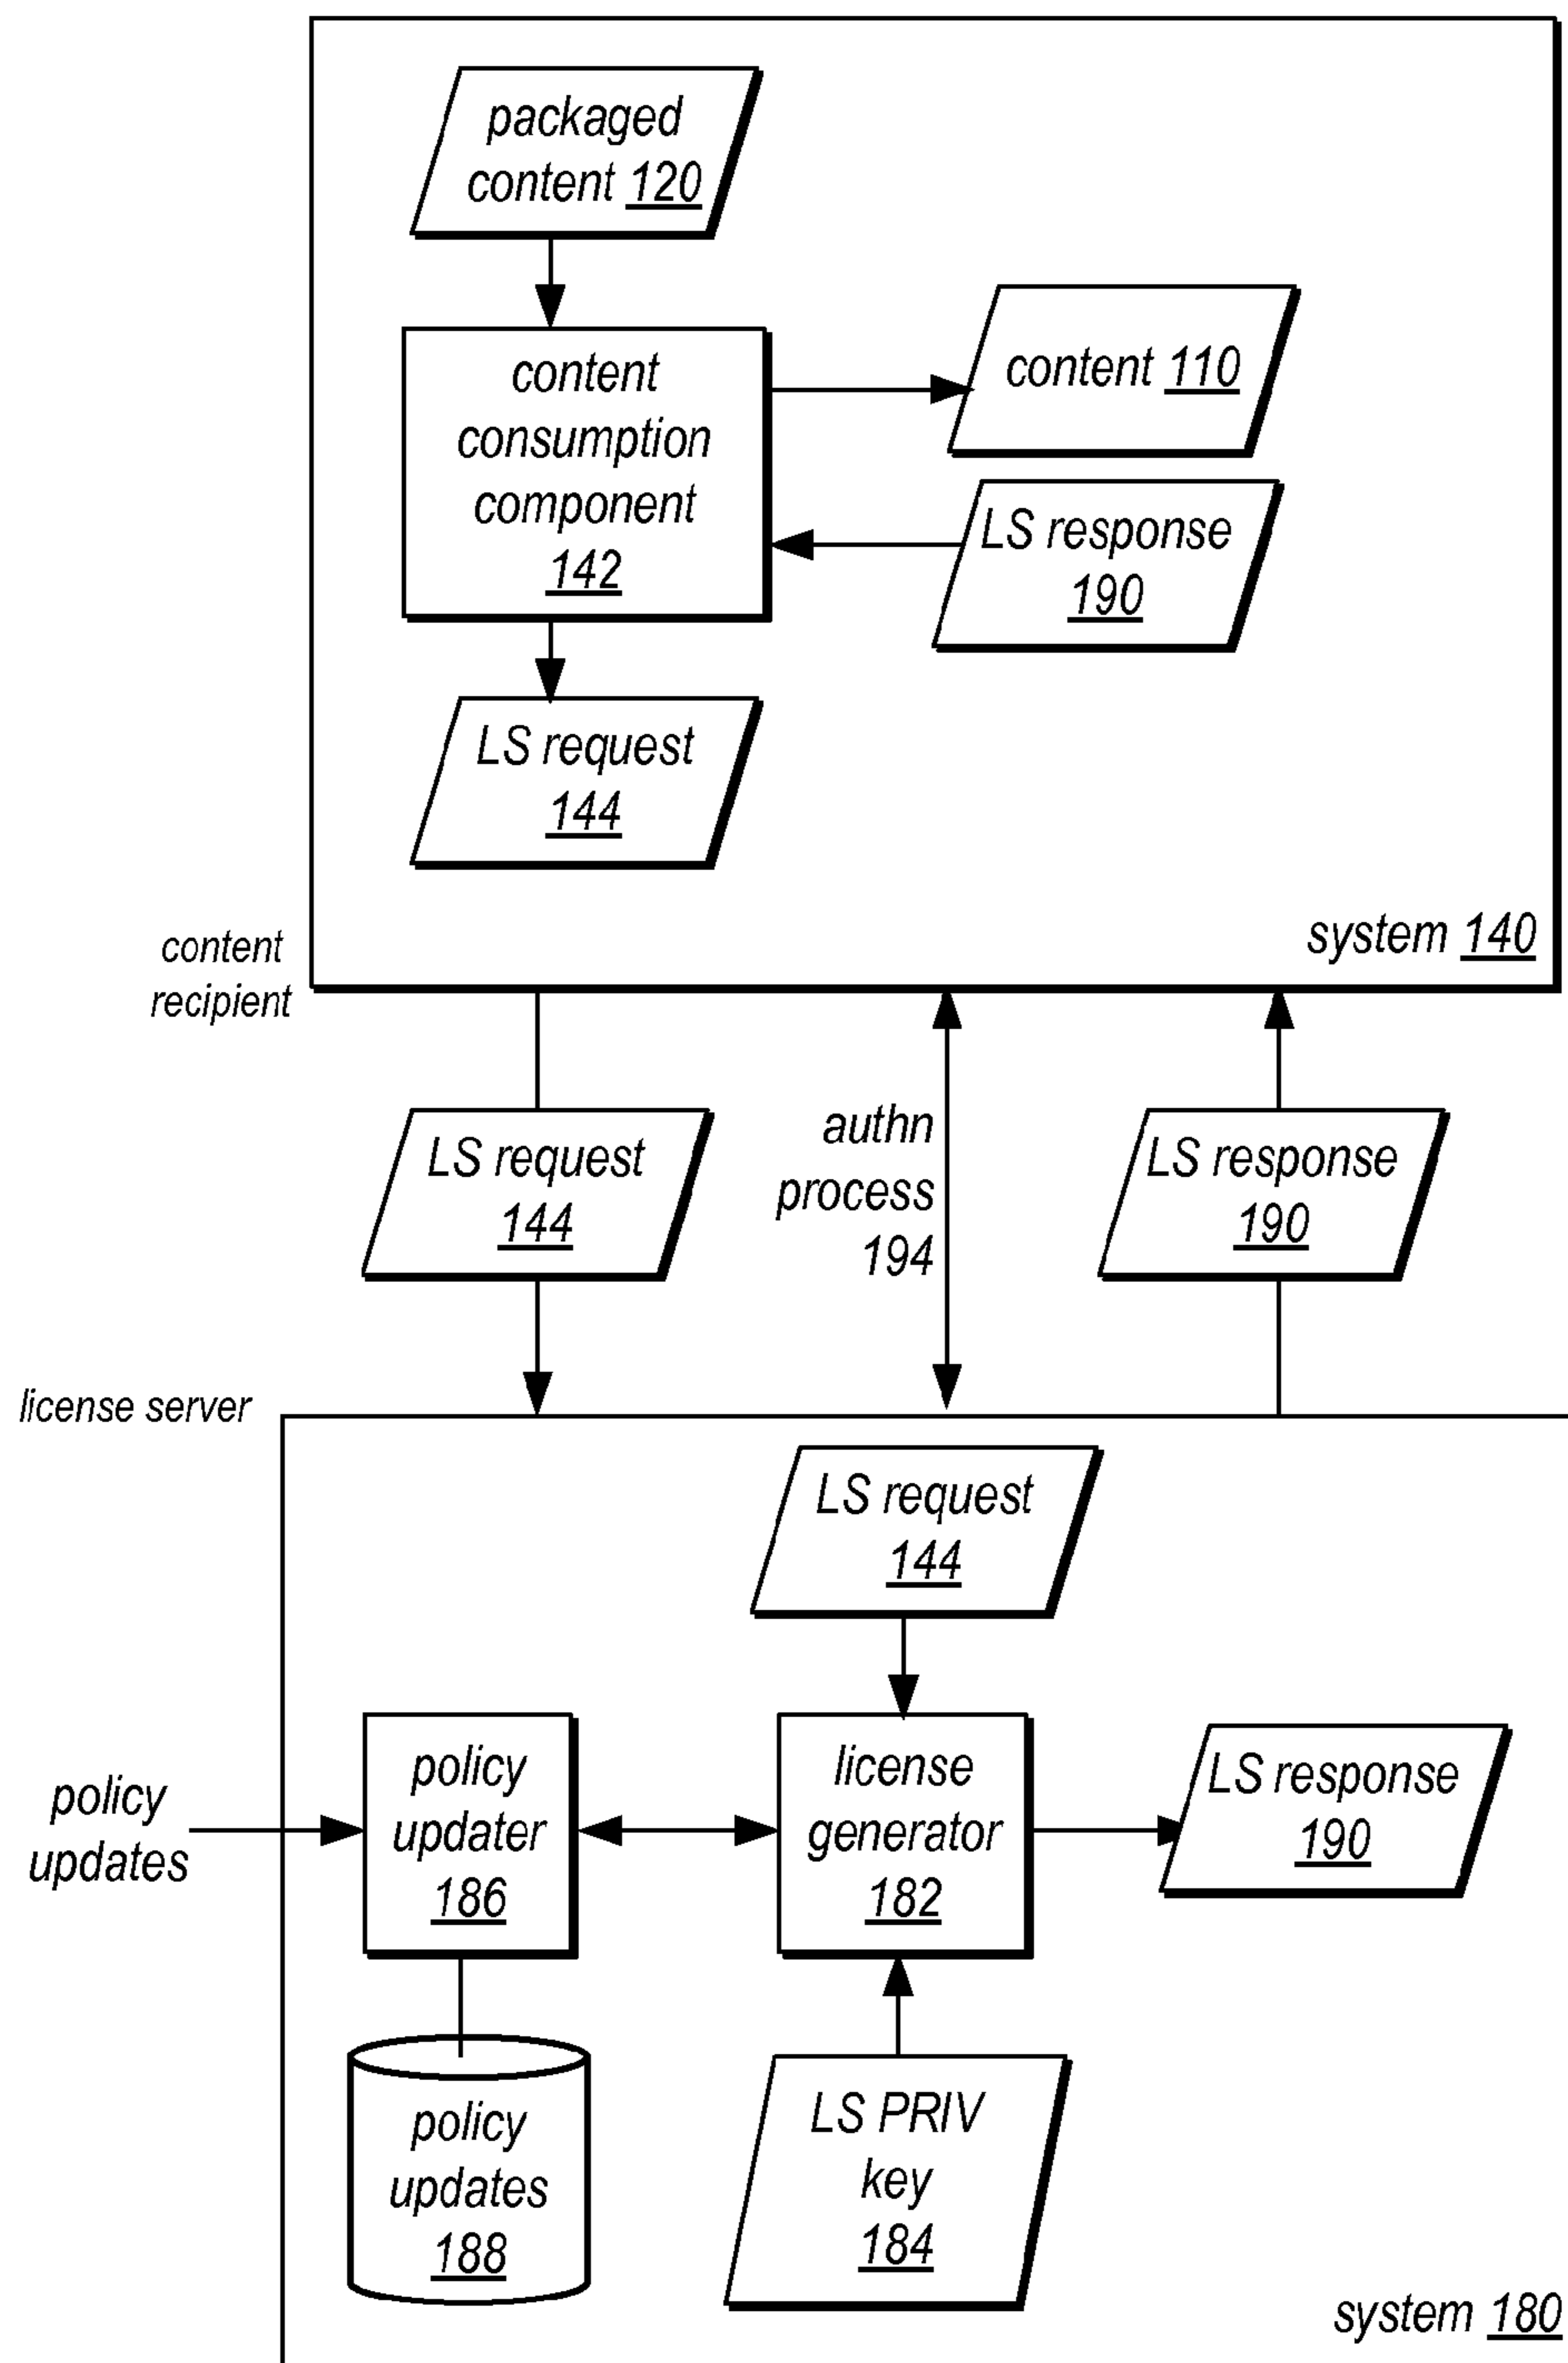 packaged
content 120
content
consumption
component
142
content 110
LS response
190
LS request
144
system 140
content
recipient
LS request
144
authn
process
194
LS response
190
license server
LS request
144
policy
updates
policy
updater
186
license
generator
182
LS response
190
policy
updates
188
LS PRIV
key
184
system 180